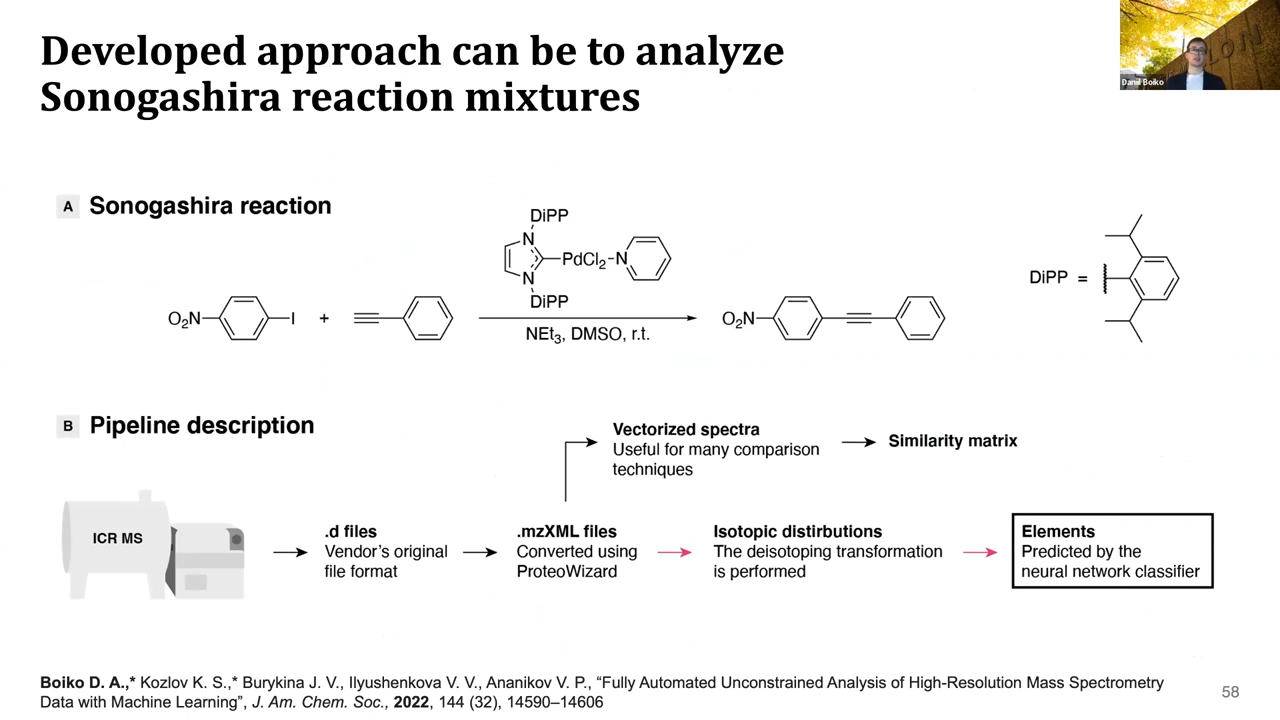 Developed approach can be to analyze
Sonogashira reaction mixtures
Danil Boiko
A Sonogashira reaction
DiPP
N
PdCl2-N
N
DiPP
O2N
I
+
NEt3, DMSO, r.t.
O2N
DiPP =
B Pipeline description
Vectorized spectra
Useful for many comparison
techniques
Similarity matrix
ICR MS
.d files
Vendor's original
file format
.mzXML files
Converted using
ProteoWizard
Isotopic distirbutions
The deisotoping transformation
is performed
Elements
Predicted by the
neural network classifier
Boiko D. A.,* Kozlov K. S.,* Burykina J. V., Ilyushenkova V. V., Ananikov V. P., “Fully Automated Unconstrained Analysis of High-Resolution Mass Spectrometry
Data with Machine Learning”, J. Am. Chem. Soc., 2022, 144 (32), 14590–14606
58